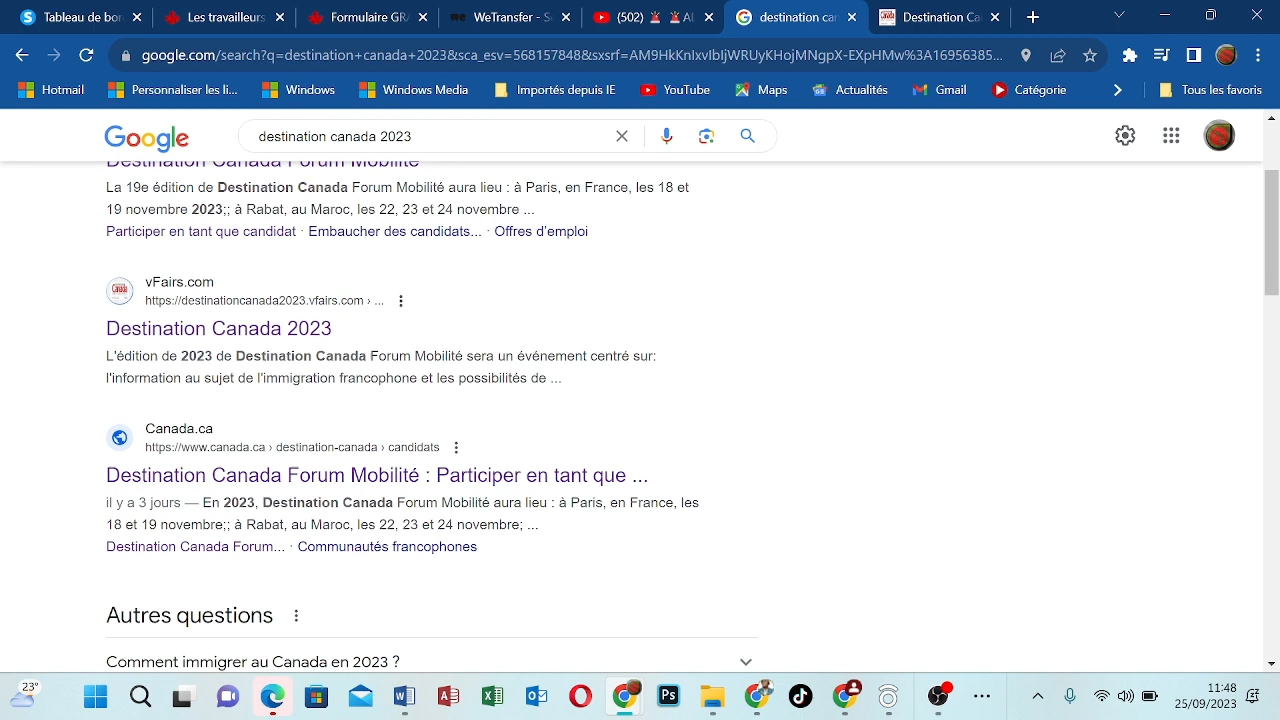 Tableau de bor
Les travailleurs
Formulaire GRA
WeTransfer - S
(502) 🚨 🚨 Al
destination can
Destination Can
google.com/search?q=destination+canada+2023&sca_esv=568157848&sxsrf=AM9HkKnIxvIbIjWRUyKHojMNgpX-EXpHMw%3A16956385...
Hotmail
Personnaliser les li...
Windows
Windows Media
Importés depuis IE
YouTube
Maps
Actualités
Gmail
Catégorie
Tous les favoris
Google
destination canada 2023
Destination Canada Forum Mobilité
La 19e édition de Destination Canada Forum Mobilité aura lieu : à Paris, en France, les 18 et
19 novembre 2023;; à Rabat, au Maroc, les 22, 23 et 24 novembre ...
Participer en tant que candidat · Embaucher des candidats... · Offres d'emploi
vFairs.com
https://destinationcanada2023.vfairs.com › ...
Destination Canada 2023
L'édition de 2023 de Destination Canada Forum Mobilité sera un événement centré sur:
l'information au sujet de l'immigration francophone et les possibilités de ...
Canada.ca
https://www.canada.ca › destination-canada › candidats
Destination Canada Forum Mobilité : Participer en tant que ...
il y a 3 jours — En 2023, Destination Canada Forum Mobilité aura lieu : à Paris, en France, les
18 et 19 novembre;; à Rabat, au Maroc, les 22, 23 et 24 novembre; ...
Destination Canada Forum... · Communautés francophones
Autres questions
Comment immigrer au Canada en 2023 ?
23°
11:48
25/09/2023